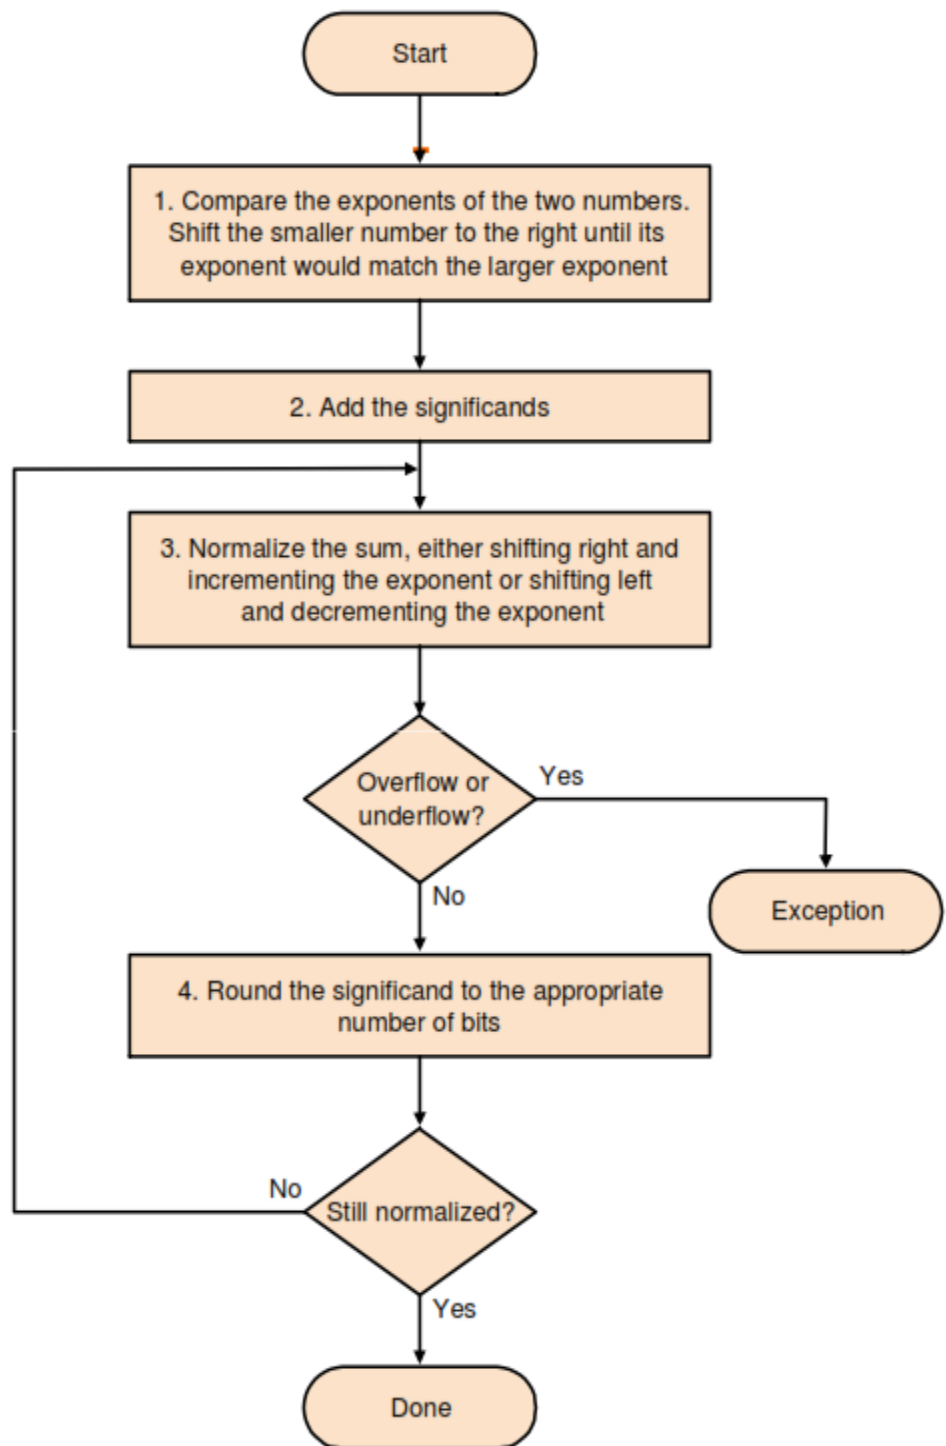 Start
1. Compare the exponents of the two numbers.
Shift the smaller number to the right until its
exponent would match the larger exponent
2. Add the significands
3. Normalize the sum, either shifting right and
incrementing the exponent or shifting left
and decrementing the exponent
Overflow or
underflow?
Yes
No
Exception
4. Round the significand to the appropriate
number of bits
No
Still normalized?
Yes
Done